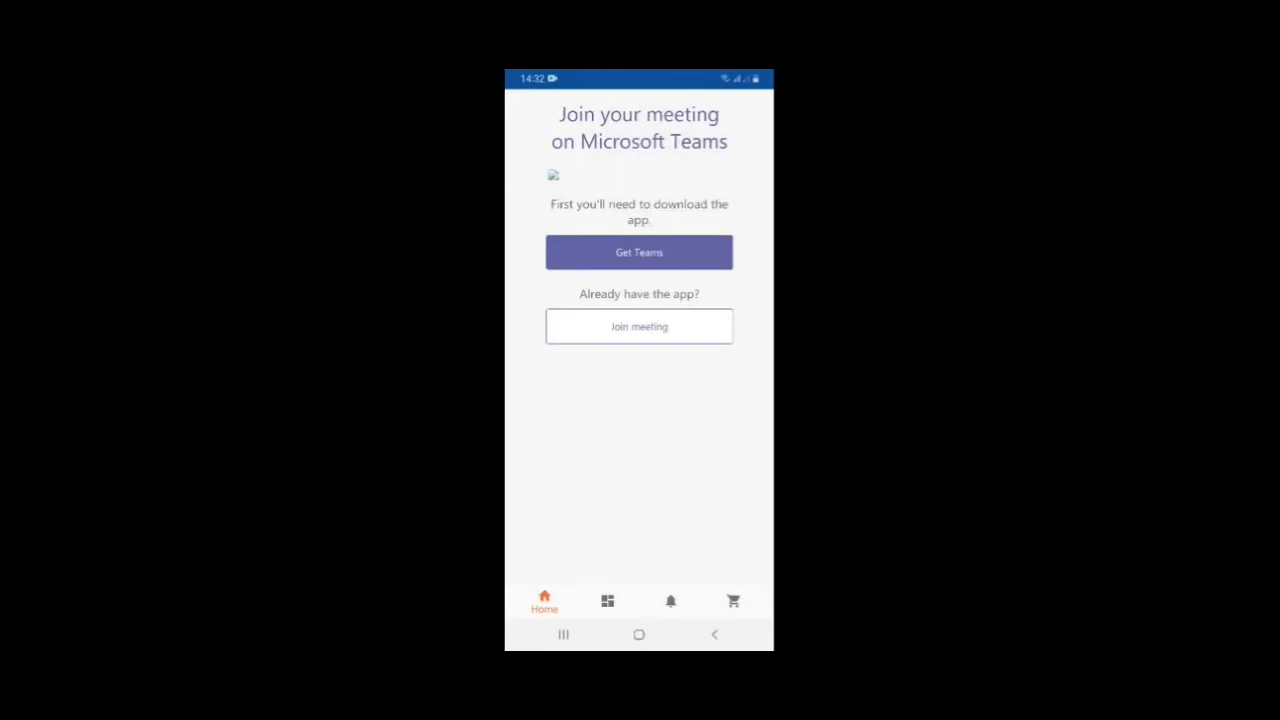 14:32
Join your meeting
on Microsoft Teams
First you'll need to download the
app.
Get Teams
Already have the app?
Join meeting
Home